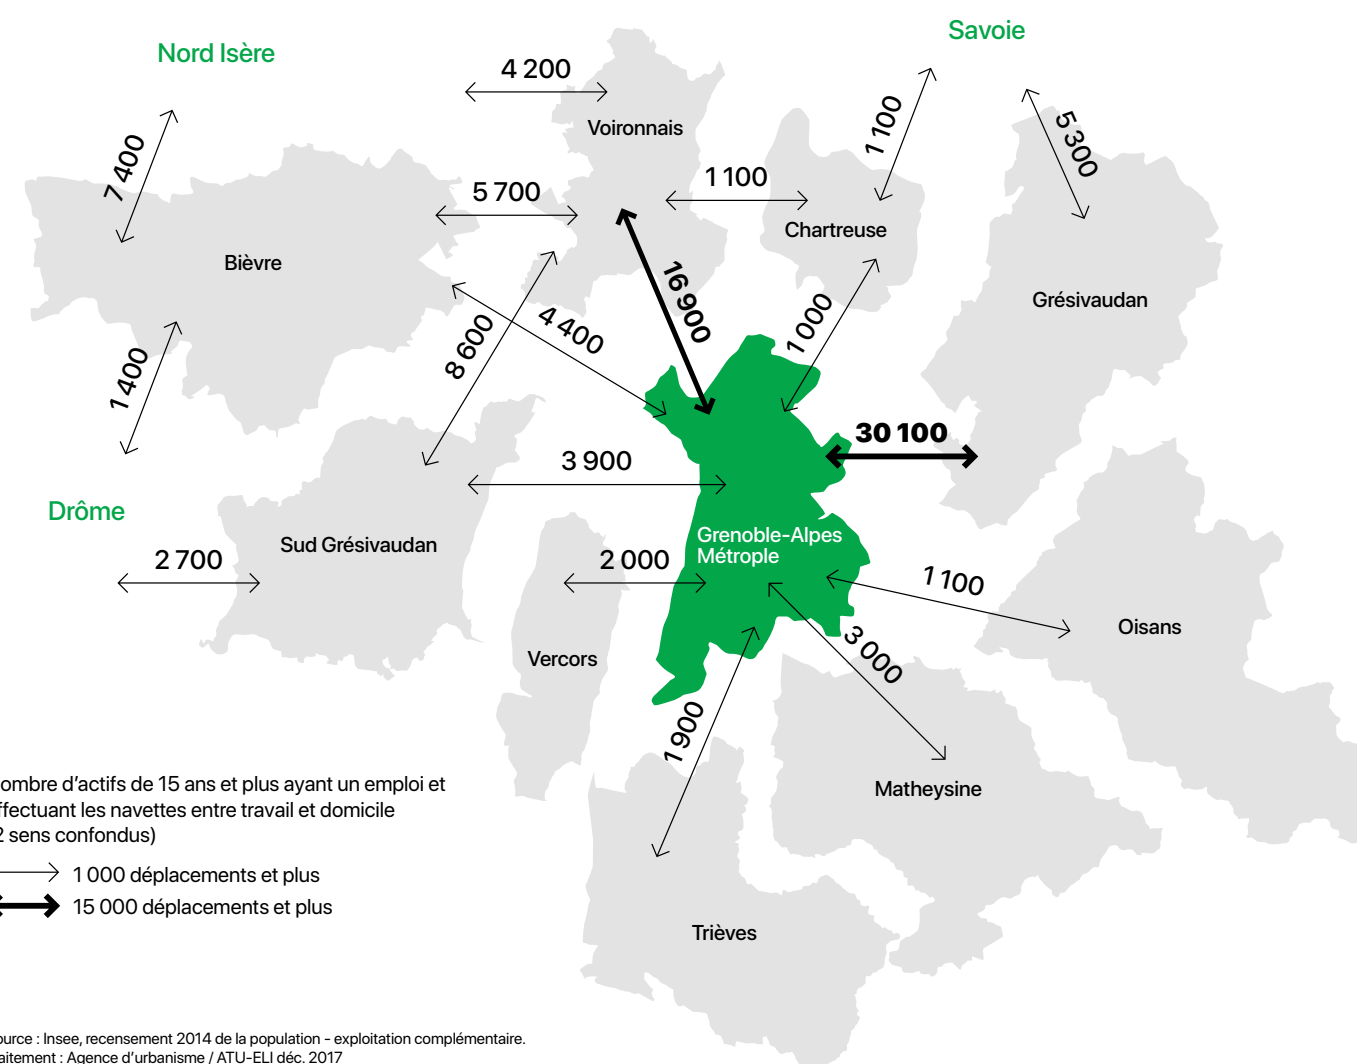 Savoie
Nord Isère
4 200
Voironnais
1 100
5 300
7 400
5 700
1 100
Chartreuse
Bièvre
16 900
Grésivaudan
4 400
1 000
8 600
1 400
30 100
3 900
Drôme
Sud Grésivaudan
Grenoble-Alpes
Métrople
2 700
2 000
1 100
Oisans
3 000
Vercors
1 900
Matheysine
ombre d'actifs de 15 ans et plus ayant un emploi et
ffectuant les navettes entre travail et domicile
2 sens confondus)
1 000 déplacements et plus
15 000 déplacements et plus
Trièves
ource : Insee, recensement 2014 de la population - exploitation complémentaire.
aitement : Agence d'urbanisme / ATU-ELI déc. 2017